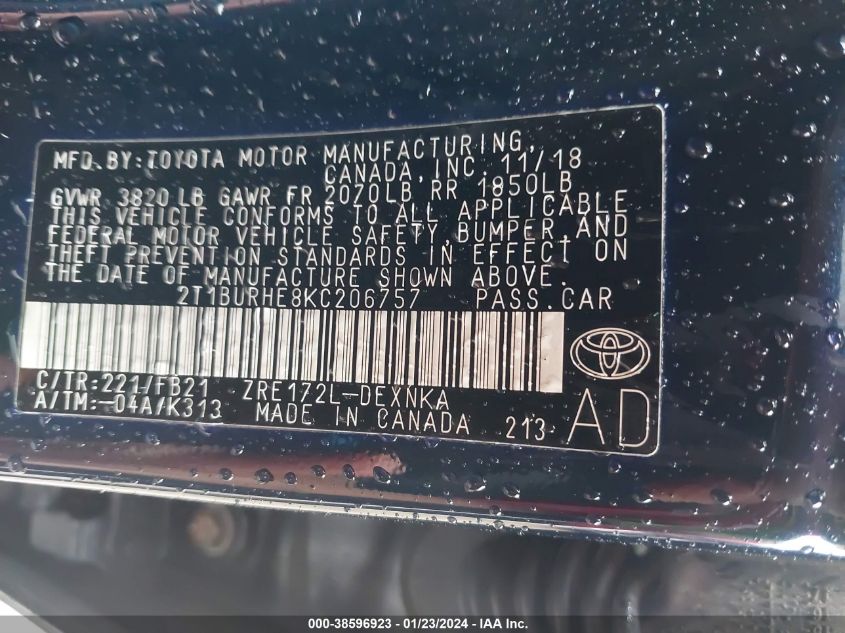 MFD. BY: TOYOTA MOTOR MANUFACTURING,
CANADA, INC. 11/18
GVWR 3820 LB GAWR FR 2070LB RR 1850LB
THIS VEHICLE CONFORMS TO ALL APPLICABLE
FEDERAL MOTOR VEHICLE SAFETY, BUMPER AND
THEFT PREVENTION STANDARDS IN EFFECT ON
THE DATE OF MANUFACTURE SHOWN ABOVE.
2T1BURHE8KC206757 PASS. CAR
C/TR: 221/FB21 ZRE172L-DEXNKA
A/TM: -04A/K313 MADE IN CANADA 213 AD
000-38596923 - 01/23/2024 - IAA Inc.